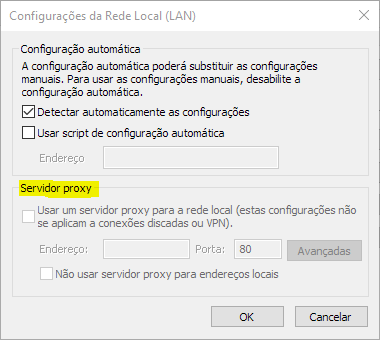 Configurações da Rede Local (LAN)
Configuração automática
A configuração automática poderá substituir as configurações
manuais. Para usar as configurações manuais, desabilite a
configuração automática.
Detectar automaticamente as configurações
Usar script de configuração automática
Endereço
Servidor proxy
Usar um servidor proxy para a rede local (estas configurações não
se aplicam a conexões discadas ou VPN).
Endereço: Porta: 80 Avançadas
Não usar servidor proxy para endereços locais
OK Cancelar